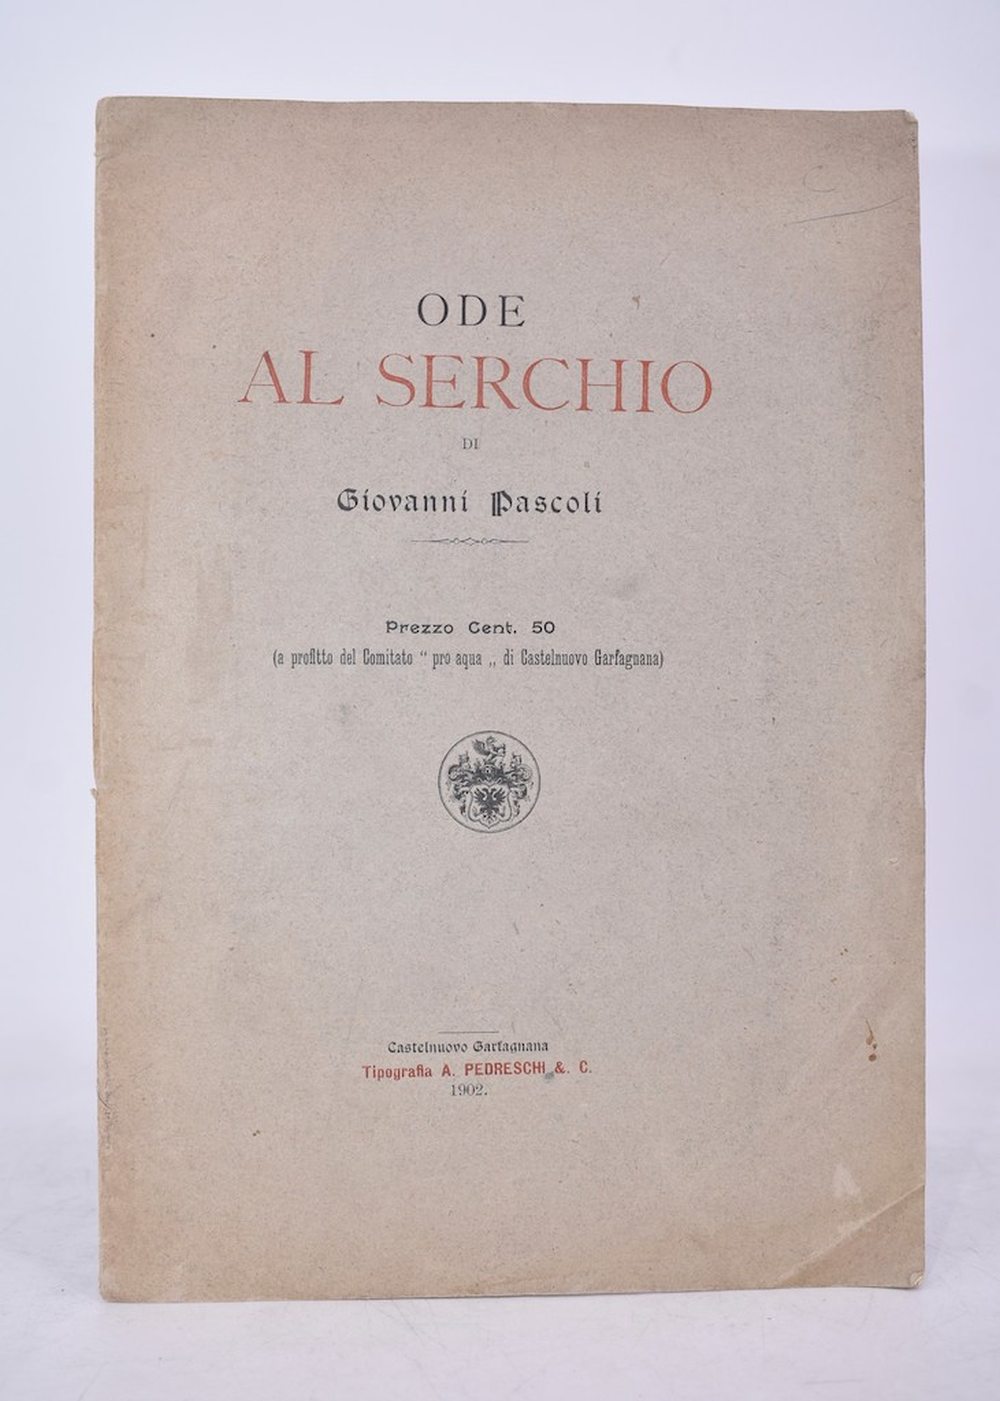 ODE
AL SERCHIO
DI
Giovanni Pascoli
Prezzo Cent. 50
(a profitto del Comitato “ pro aqua „ di Castelnuovo Garfagnana)
Castelnuovo Garfagnana
Tipografia A. PEDRESCHI &. C.
1902.